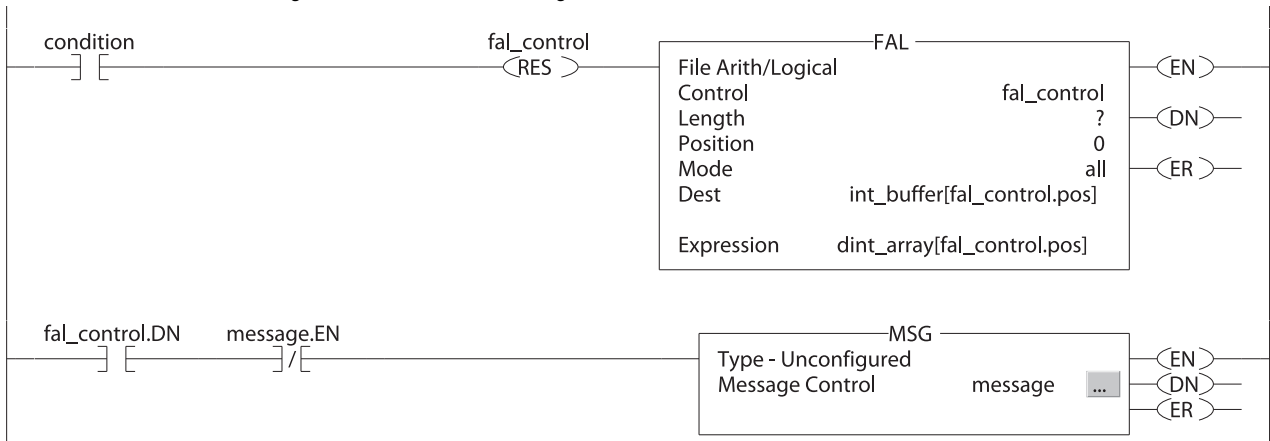 condition
fal_control
RES
FAL
File Arith/Logical
Control fal_control
Length ?
Position 0
Mode all
Dest int_buffer[fal_control.pos]
Expression dint_array[fal_control.pos]
EN
DN
ER
fal_control.DN
message.EN
/
MSG
Type - Unconfigured
Message Control message ...
EN
DN
ER